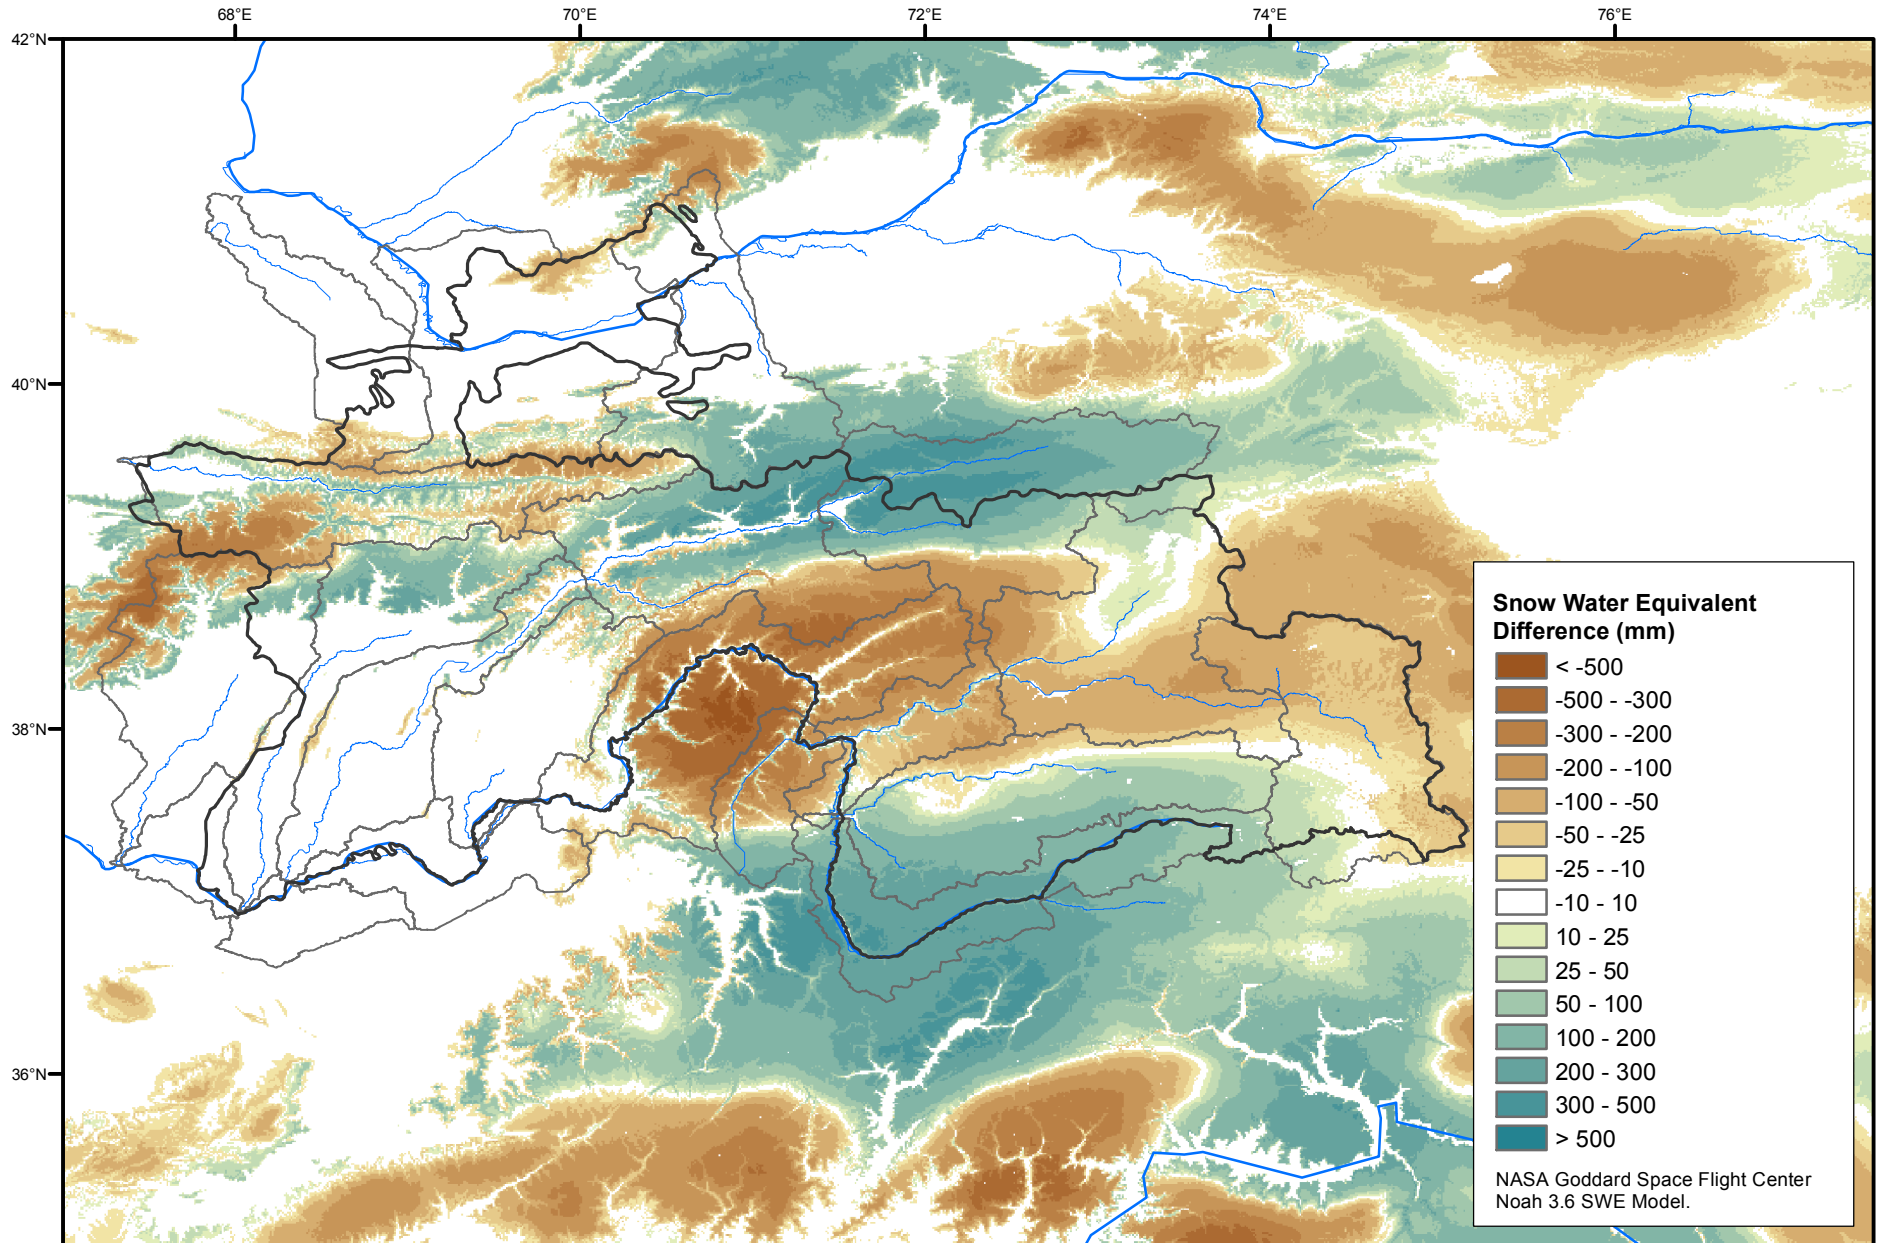 68°E
70°E
72°E
74°E
76°E
42°N
40°N
38°N
36°N
Snow Water Equivalent
Difference (mm)
< -500
-500 - -300
-300 - -200
-200 - -100
-100 - -50
-50 - -25
-25 - -10
-10 - 10
10 - 25
25 - 50
50 - 100
100 - 200
200 - 300
300 - 500
> 500
NASA Goddard Space Flight Center
Noah 3.6 SWE Model.